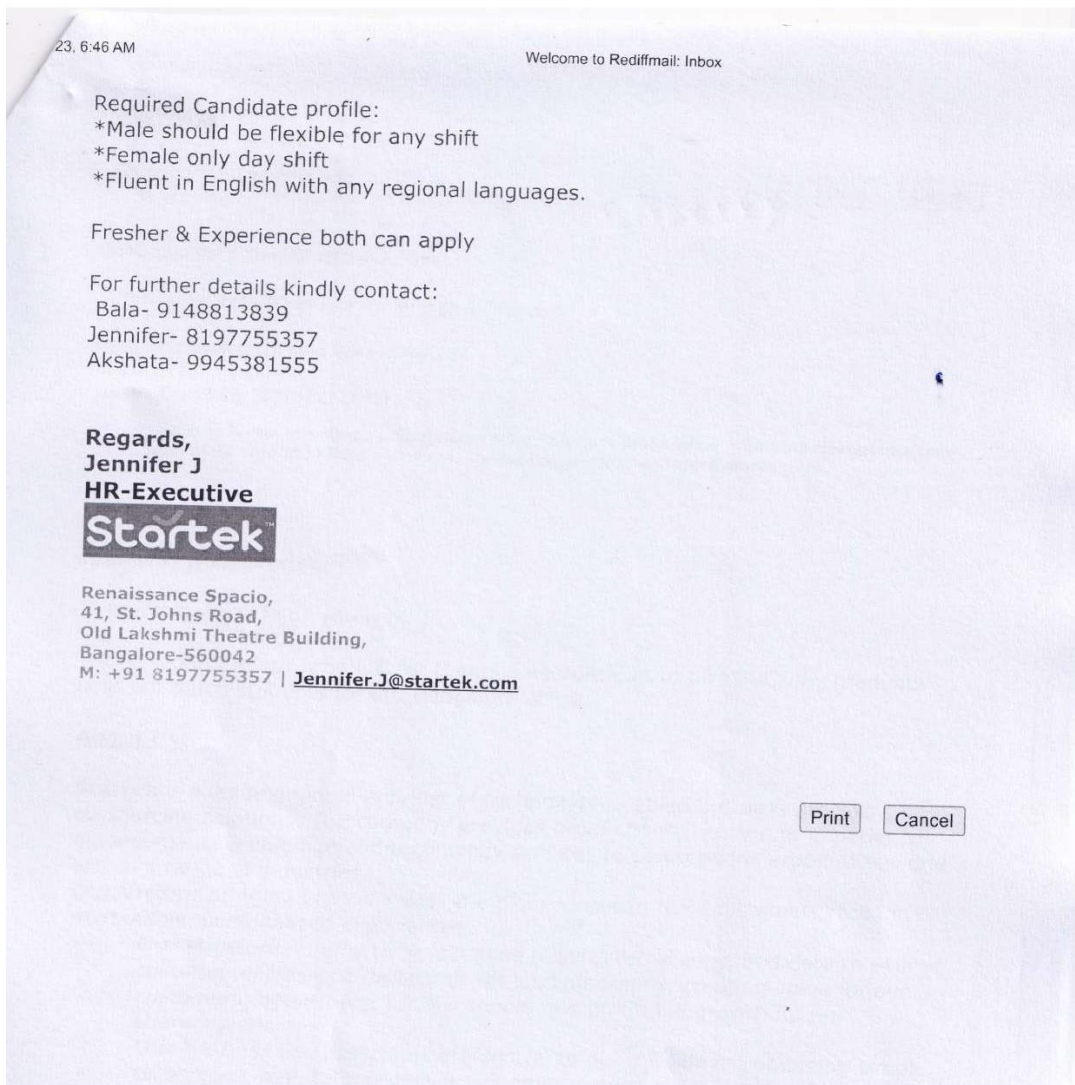 23, 6:46 AM
Welcome to Rediffmail: Inbox
Required Candidate profile:
*Male should be flexible for any shift
*Female only day shift
*Fluent in English with any regional languages.
Fresher & Experience both can apply
For further details kindly contact:
Bala- 9148813839
Jennifer- 8197755357
Akshata- 9945381555
Regards,
Jennifer J
HR-Executive
Startek™
Renaissance Spacio,
41, St. Johns Road,
Old Lakshmi Theatre Building,
Bangalore-560042
M: +91 8197755357 | Jennifer.J@startek.com
Print Cancel